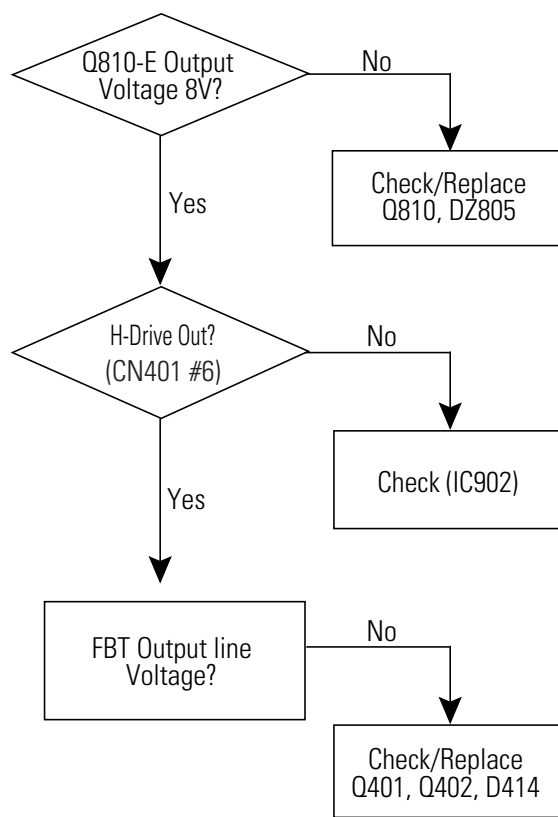 Q810-E Output
Voltage 8V?
No
Check/Replace
Q810, DZ805
Yes
H-Drive Out?
(CN401 #6)
No
Check (IC902)
Yes
FBT Output line
Voltage?
No
Check/Replace
Q401, Q402, D414